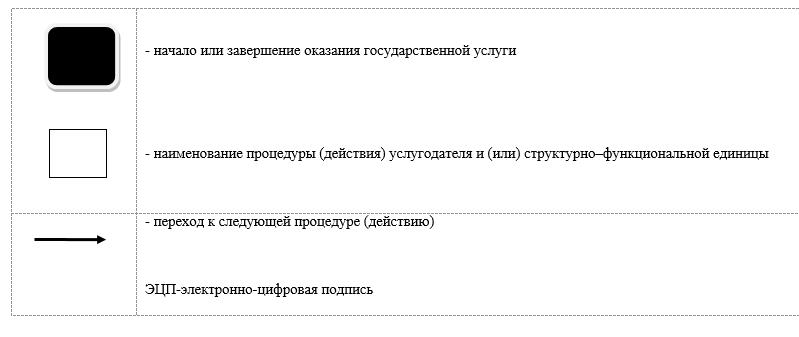 - начало или завершение оказания государственной услуги
- наименование процедуры (действия) услугодателя и (или) структурно–функциональной единицы
- переход к следующей процедуре (действию)
ЭЦП-электронно-цифровая подпись